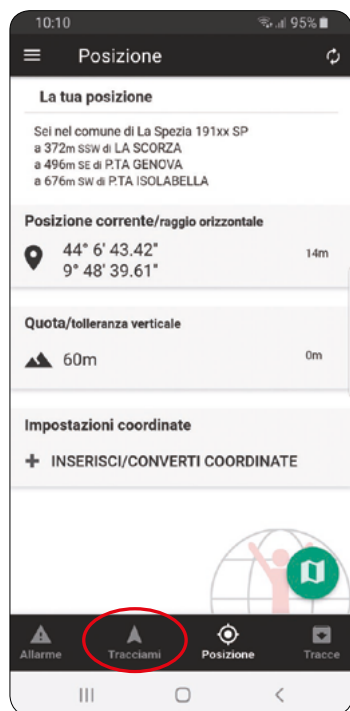 10:10 95%
Posizione
La tua posizione
Sei nel comune di La Spezia 191xx SP
a 372m SSW di LA SCORZA
a 496m SE di P.TA GENOVA
a 676m SW di P.TA ISOLABELLA
Posizione corrente/raggio orizzontale
44° 6' 43.42" 14m
9° 48' 39.61"
Quota/tolleranza verticale
60m 0m
Impostazioni coordinate
+ INSERISCI/CONVERTI COORDINATE
Allarme Tracciami Posizione Tracce